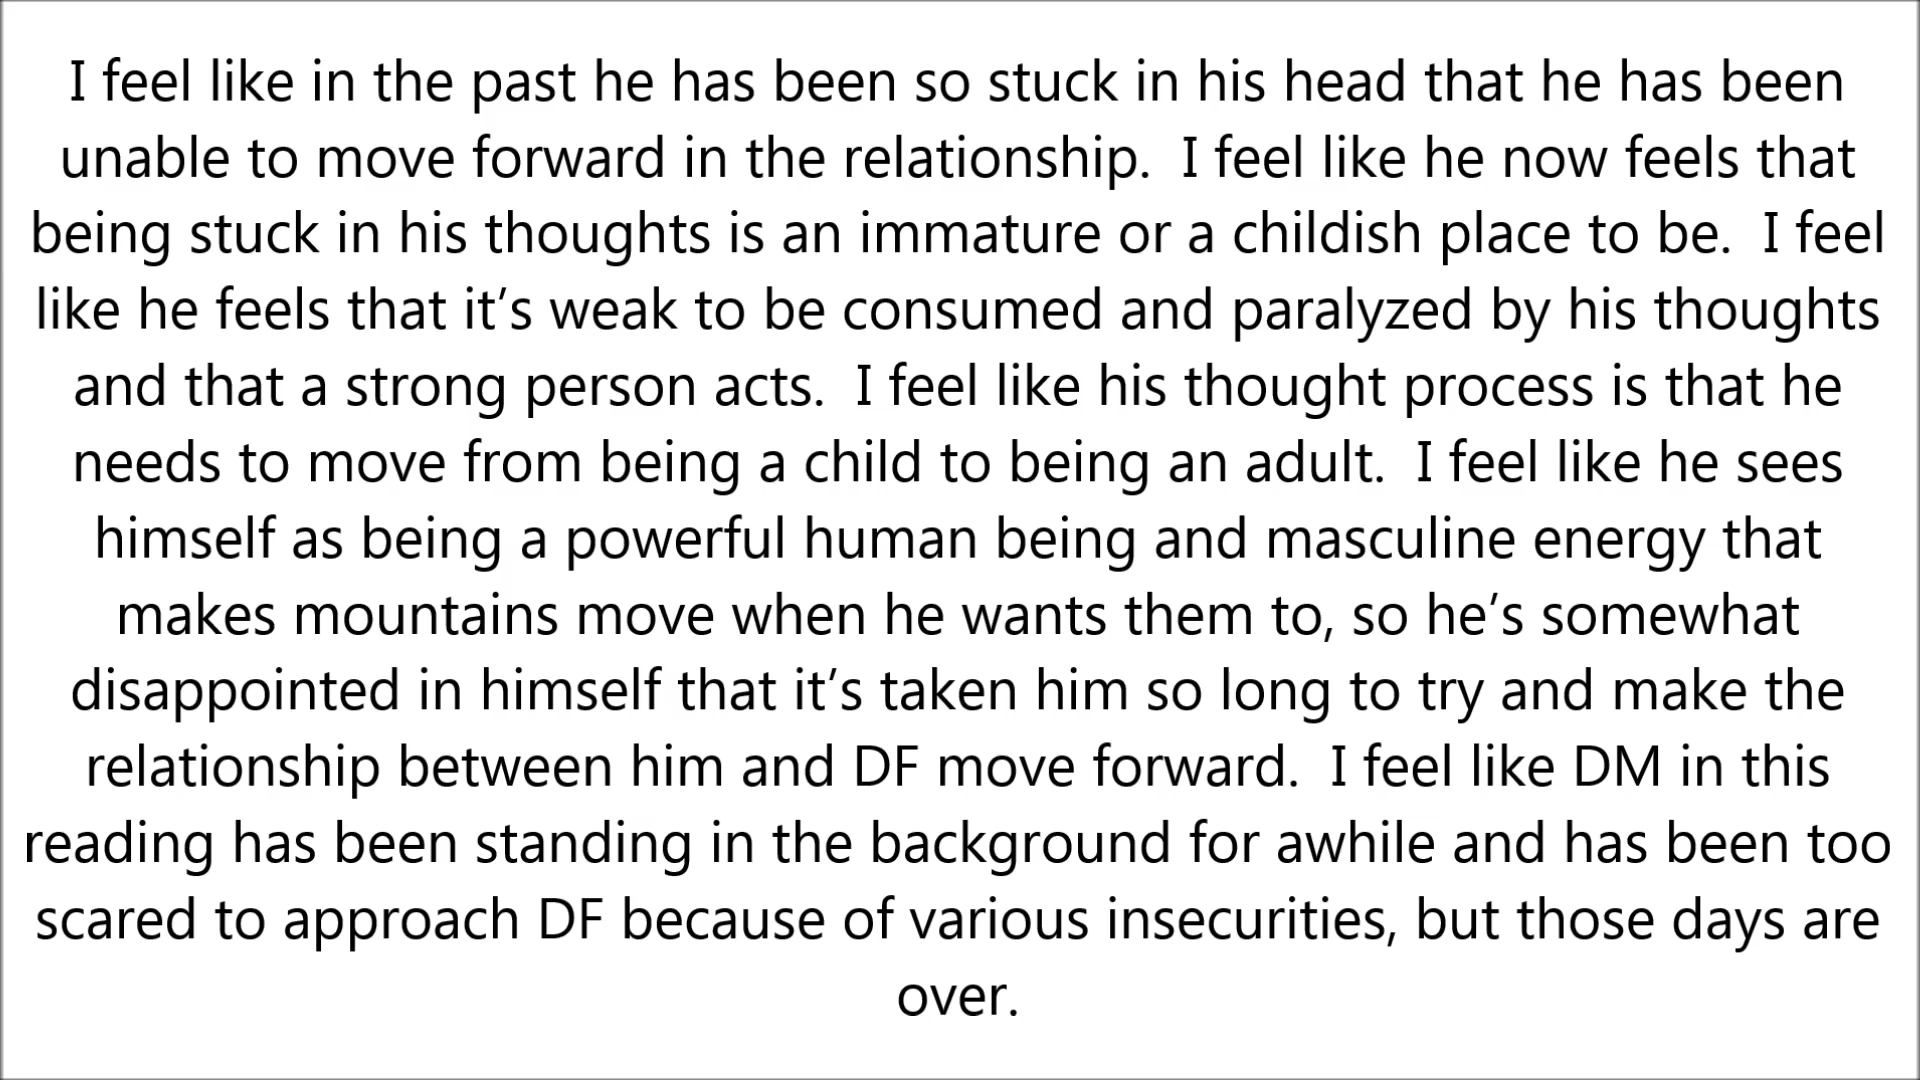 I feel like in the past he has been so stuck in his head that he has been
unable to move forward in the relationship.  I feel like he now feels that
being stuck in his thoughts is an immature or a childish place to be.  I feel
like he feels that it’s weak to be consumed and paralyzed by his thoughts
and that a strong person acts.  I feel like his thought process is that he
needs to move from being a child to being an adult.  I feel like he sees
himself as being a powerful human being and masculine energy that
makes mountains move when he wants them to, so he’s somewhat
disappointed in himself that it’s taken him so long to try and make the
relationship between him and DF move forward.  I feel like DM in this
reading has been standing in the background for awhile and has been too
scared to approach DF because of various insecurities, but those days are
over.